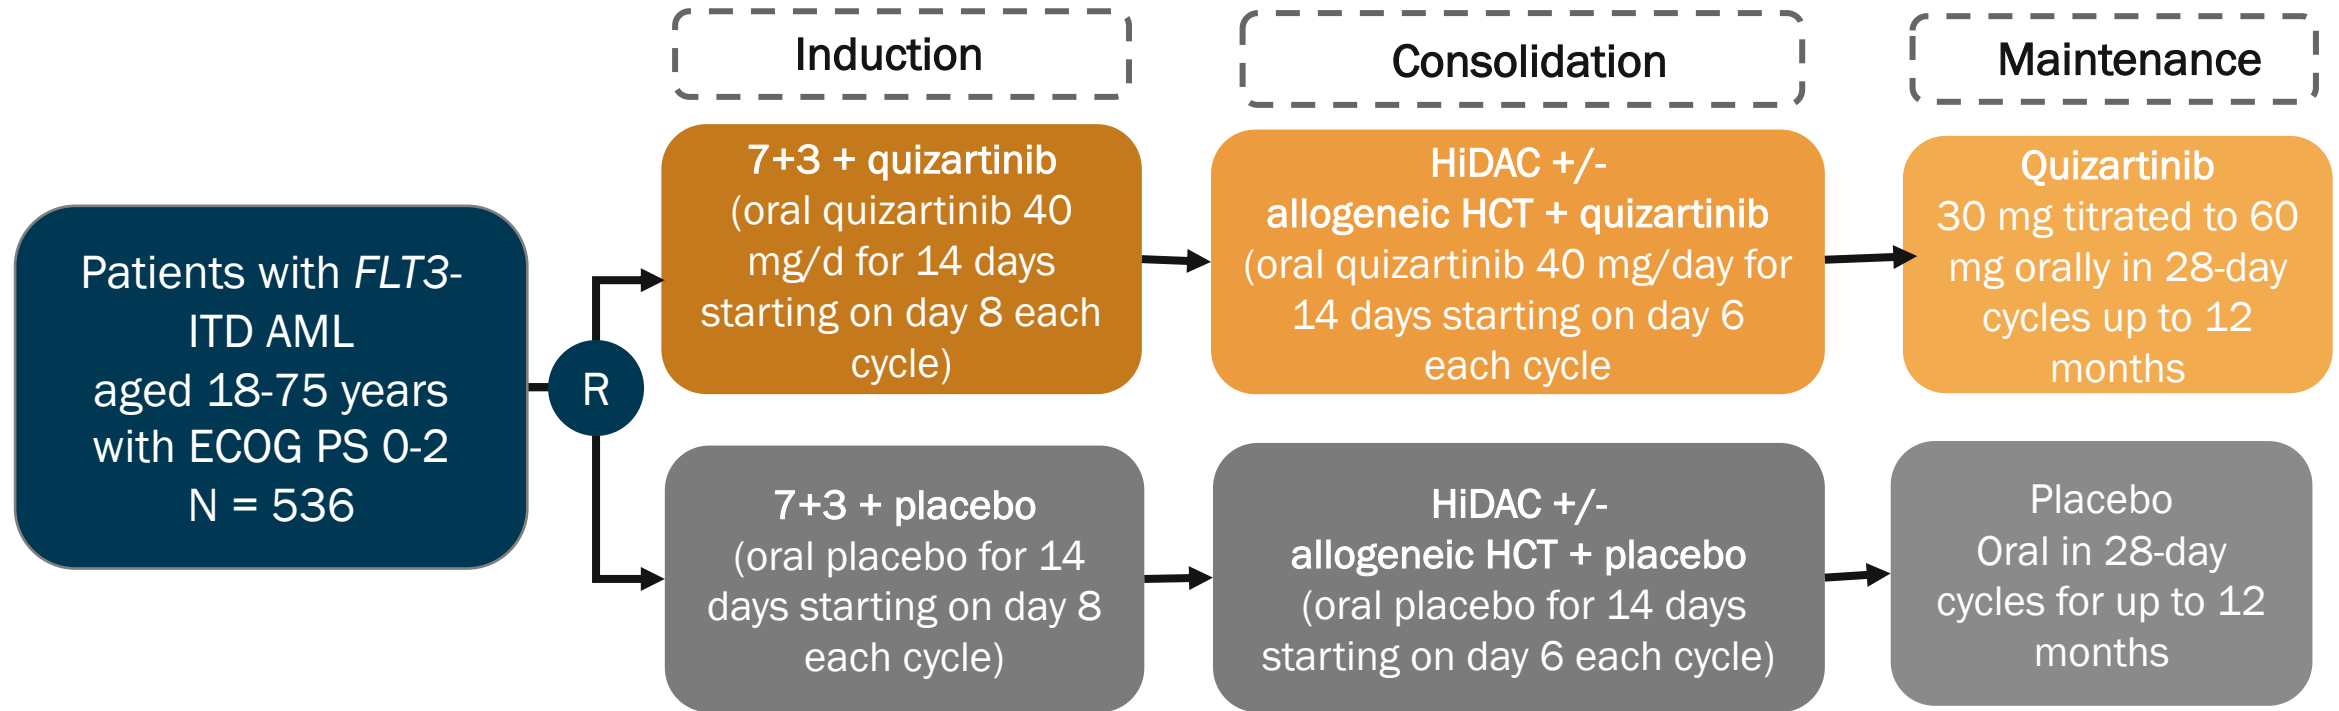 Induction
Consolidation
Maintenance
Patients with FLT3-
ITD AML
aged 18-75 years
with ECOG PS 0-2
N = 536
R
7+3 + quizartinib
(oral quizartinib 40
mg/d for 14 days
starting on day 8 each
cycle)
HiDAC +/-
allogeneic HCT + quizartinib
(oral quizartinib 40 mg/day for
14 days starting on day 6
each cycle
Quizartinib
30 mg titrated to 60
mg orally in 28-day
cycles up to 12
months
7+3 + placebo
(oral placebo for 14
days starting on day 8
each cycle)
HiDAC +/-
allogeneic HCT + placebo
(oral placebo for 14 days
starting on day 6 each cycle)
Placebo
Oral in 28-day
cycles for up to 12
months